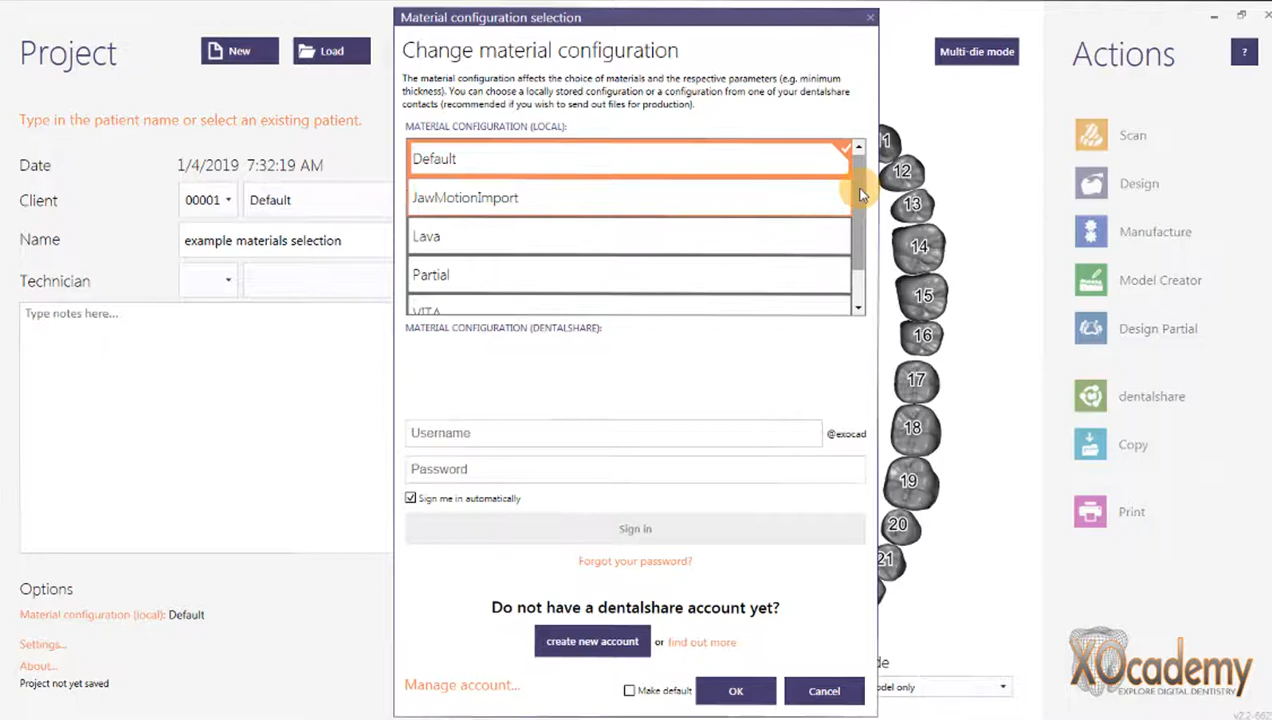 Material configuration selection
Project
New
Load
Change material configuration
Multi-die mode
Actions
?
The material configuration affects the choice of materials and the respective parameters (e.g. minimum
thickness). You can choose a locally stored configuration or a configuration from one of your dentalshare
contacts (recommended if you wish to send out files for production).
Type in the patient name or select an existing patient.
MATERIAL CONFIGURATION (LOCAL):
Default
JawMotionImport
Lava
Partial
VITA
Date
1/4/2019 7:32:19 AM
Client
00001
Default
Name
example materials selection
Technician
Type notes here...
MATERIAL CONFIGURATION (DENTALSHARE):
Username
@exocad
Password
Sign me in automatically
Sign in
Forgot your password?
Do not have a dentalshare account yet?
create new account
or
find out more
Manage account...
Make default
OK
Cancel
Options
Material configuration (local): Default
Settings...
About...
Project not yet saved
12
13
14
15
16
17
18
19
20
21
Scan
Design
Manufacture
Model Creator
Design Partial
dentalshare
Copy
Print
XOcademy
EXPLORE DIGITAL DENTISTRY